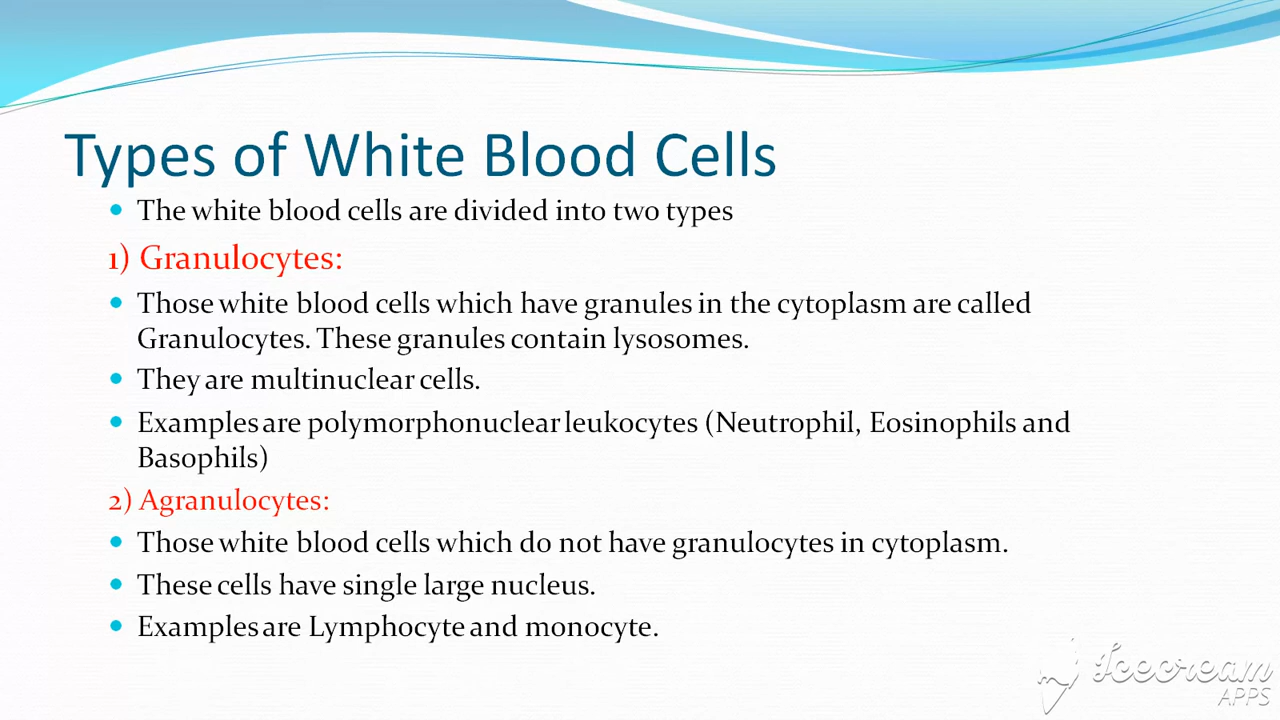 Types of White Blood Cells
• The white blood cells are divided into two types
1) Granulocytes:
• Those white blood cells which have granules in the cytoplasm are called
Granulocytes. These granules contain lysosomes.
• They are multinuclear cells.
• Examples are polymorphonuclear leukocytes (Neutrophil, Eosinophils and
Basophils)
2) Agranulocytes:
• Those white blood cells which do not have granulocytes in cytoplasm.
• These cells have single large nucleus.
• Examples are Lymphocyte and monocyte.
Icecream
APPS